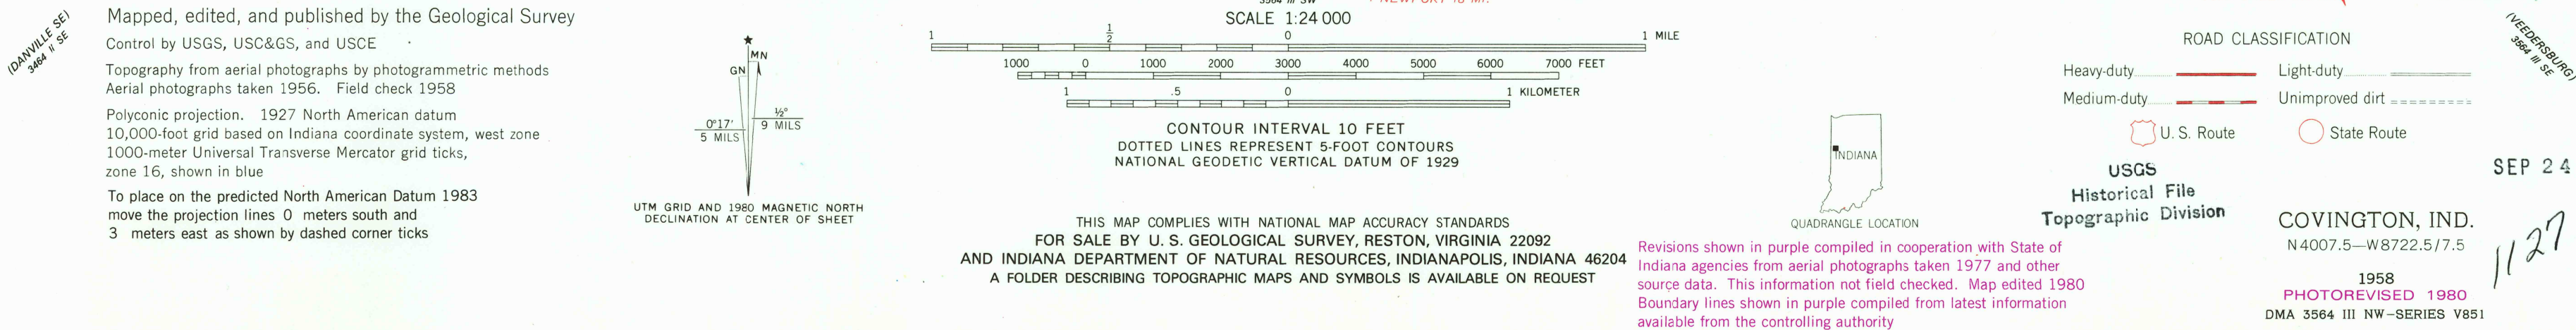 (DANVILLE SE)
3464 II SE
Mapped, edited, and published by the Geological Survey
Control by USGS, USC&GS, and USCE
Topography from aerial photographs by photogrammetric methods
Aerial photographs taken 1956. Field check 1958
Polyconic projection. 1927 North American datum
10,000-foot grid based on Indiana coordinate system, west zone
1000-meter Universal Transverse Mercator grid ticks,
zone 16, shown in blue
To place on the predicted North American Datum 1983
move the projection lines 0 meters south and
3 meters east as shown by dashed corner ticks
★
MN
GN
0°17'
5 MILS
½°
9 MILS
UTM GRID AND 1980 MAGNETIC NORTH
DECLINATION AT CENTER OF SHEET
3564 III SW
SCALE 1:24 000
1 ½ 0 1 MILE
1000 0 1000 2000 3000 4000 5000 6000 7000 FEET
1 .5 0 1 KILOMETER
CONTOUR INTERVAL 10 FEET
DOTTED LINES REPRESENT 5-FOOT CONTOURS
NATIONAL GEODETIC VERTICAL DATUM OF 1929
THIS MAP COMPLIES WITH NATIONAL MAP ACCURACY STANDARDS
FOR SALE BY U. S. GEOLOGICAL SURVEY, RESTON, VIRGINIA 22092
AND INDIANA DEPARTMENT OF NATURAL RESOURCES, INDIANAPOLIS, INDIANA 46204
A FOLDER DESCRIBING TOPOGRAPHIC MAPS AND SYMBOLS IS AVAILABLE ON REQUEST
INDIANA
QUADRANGLE LOCATION
Revisions shown in purple compiled in cooperation with State of
Indiana agencies from aerial photographs taken 1977 and other
source data. This information not field checked. Map edited 1980
Boundary lines shown in purple compiled from latest information
available from the controlling authority
ROAD CLASSIFICATION
Heavy-duty Light-duty
Medium-duty Unimproved dirt
U. S. Route State Route
USGS
Historical File
Topographic Division
(VEEDERSBURG)
3564 III SE
SEP 24
COVINGTON, IND.
N4007.5—W8722.5/7.5
1127
1958
PHOTOREVISED 1980
DMA 3564 III NW-SERIES V851